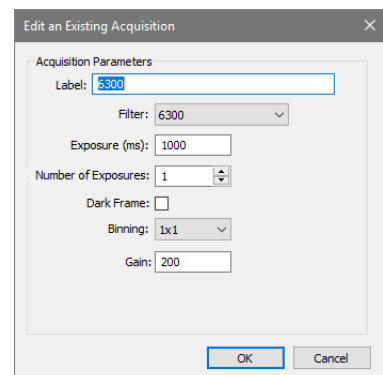 Edit an Existing Acquisition
Acquisition Parameters
Label: 6300
Filter: 6300
Exposure (ms): 1000
Number of Exposures: 1
Dark Frame:
Binning: 1x1
Gain: 200
OK Cancel